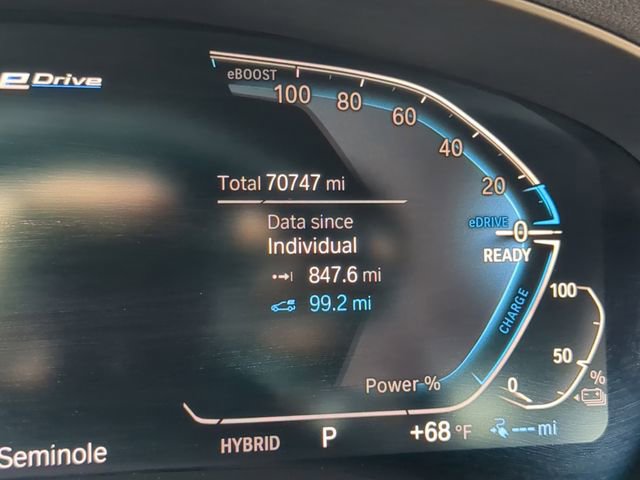 eDrive
eBOOST
100
80
60
40
20
Total 70747 mi
Data since
Individual
847.6 mi
99.2 mi
eDRIVE
0
READY
CHARGE
100
50
0
%
Power %
HYBRID
P
+68 °F
--- mi
Seminole